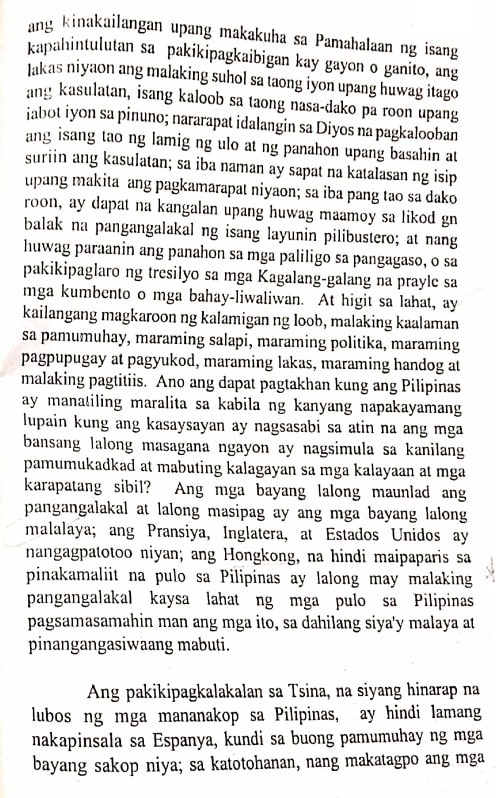 ang kinakailangan upang makakuha sa Pamahalaan ng isang
kapahintulutan sa pakikipagkaibigan kay gayon o ganito, ang
lakas niyaon ang malaking suhol sa taong iyon upang huwag itago
ang kasulatan, isang kaloob sa taong nasa-dako pa roon upang
iabot iyon sa pinuno; nararapat idalangin sa Diyos na pagkalooban
ang isang tao ng lamig ng ulo at ng panahon upang basahin at
suriin ang kasulatan; sa iba naman ay sapat na katalasan ng isip
upang makita ang pagkamarapat niyaon; sa iba pang tao sa dako
roon, ay dapat na kangalan upang huwag maamoy sa likod gn
balak na pangangalakal ng isang layunin pilibustero; at nang
huwag paraanin ang panahon sa mga paliligo sa pangagaso, o sa
pakikipaglaro ng tresilyo sa mga Kagalang-galang na prayle sa
mga kumbento o mga bahay-liwaliwan. At higit sa lahat, ay
kailangang magkaroon ng kalamigan ng loob, malaking kaalaman
sa pamumuhay, maraming salapi, maraming politika, maraming
pagpupugay at pagyukod, maraming lakas, maraming handog at
malaking pagtitiis. Ano ang dapat pagtakhan kung ang Pilipinas
ay manatiling maralita sa kabila ng kanyang napakayamang
lupain kung ang kasaysayan ay nagsasabi sa atin na ang mga
bansang lalong masagana ngayon ay nagsimula sa kanilang
pamumukadkad at mabuting kalagayan sa mga kalayaan at mga
karapatang sibil? Ang mga bayang lalong maunlad ang
pangangalakal at lalong masipag ay ang mga bayang lalong
malalaya; ang Pransiya, Inglatera, at Estados Unidos ay
nangagpatotoo niyan; ang Hongkong, na hindi maipaparis sa
pinakamaliit na pulo sa Pilipinas ay lalong may malaking
pangangalakal kaysa lahat ng mga pulo sa Pilipinas
pagsamasamahin man ang mga ito, sa dahilang siya'y malaya at
pinangangasiwaang mabuti.
Ang pakikipagkalakalan sa Tsina, na siyang hinarap na
lubos ng mga mananakop sa Pilipinas, ay hindi lamang
nakapinsala sa Espanya, kundi sa buong pamumuhay ng mga
bayang sakop niya; sa katotohanan, nang makatagpo ang mga